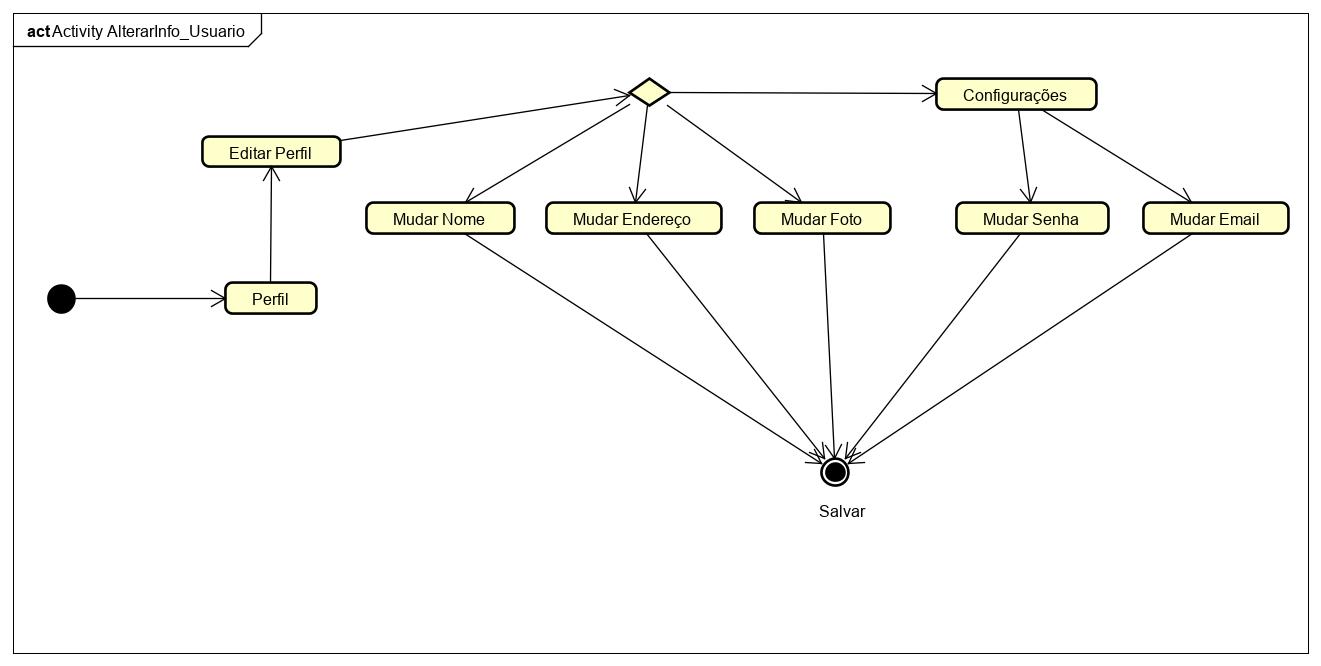 act Activity AlterarInfo_Usuario
Configurações
Editar Perfil
Mudar Nome
Mudar Endereço
Mudar Foto
Mudar Senha
Mudar Email
Perfil
Salvar